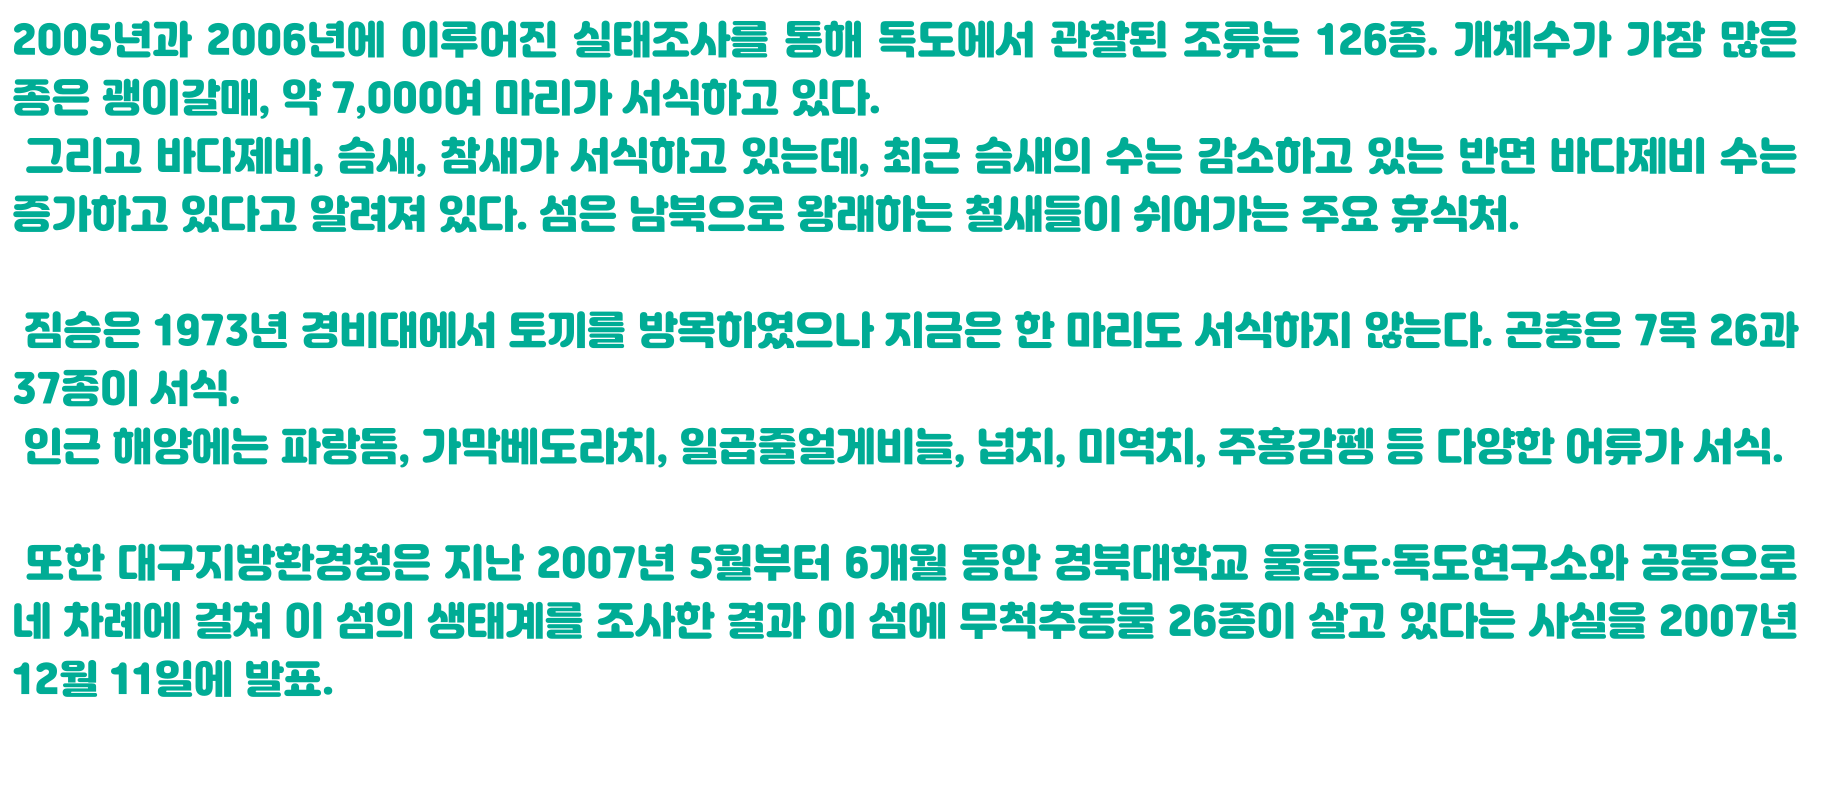 2005년과 2006년에 이루어진 실태조사를 통해 독도에서 관찰된 조류는 126종. 개체수가 가장 많은
종은 괭이갈매, 약 7,000여 마리가 서식하고 있다.
그리고 바다제비, 슴새, 참새가 서식하고 있는데, 최근 슴새의 수는 감소하고 있는 반면 바다제비 수는
증가하고 있다고 알려져 있다. 섬은 남북으로 왕래하는 철새들이 쉬어가는 주요 휴식처.
짐승은 1973년 경비대에서 토끼를 방목하였으나 지금은 한 마리도 서식하지 않는다. 곤충은 7목 26과
37종이 서식.
인근 해양에는 파랑돔, 가막베도라치, 일곱줄얼게비늘, 넙치, 미역치, 주홍감펭 등 다양한 어류가 서식.
또한 대구지방환경청은 지난 2007년 5월부터 6개월 동안 경북대학교 울릉도·독도연구소와 공동으로
네 차례에 걸쳐 이 섬의 생태계를 조사한 결과 이 섬에 무척추동물 26종이 살고 있다는 사실을 2007년
12월 11일에 발표.